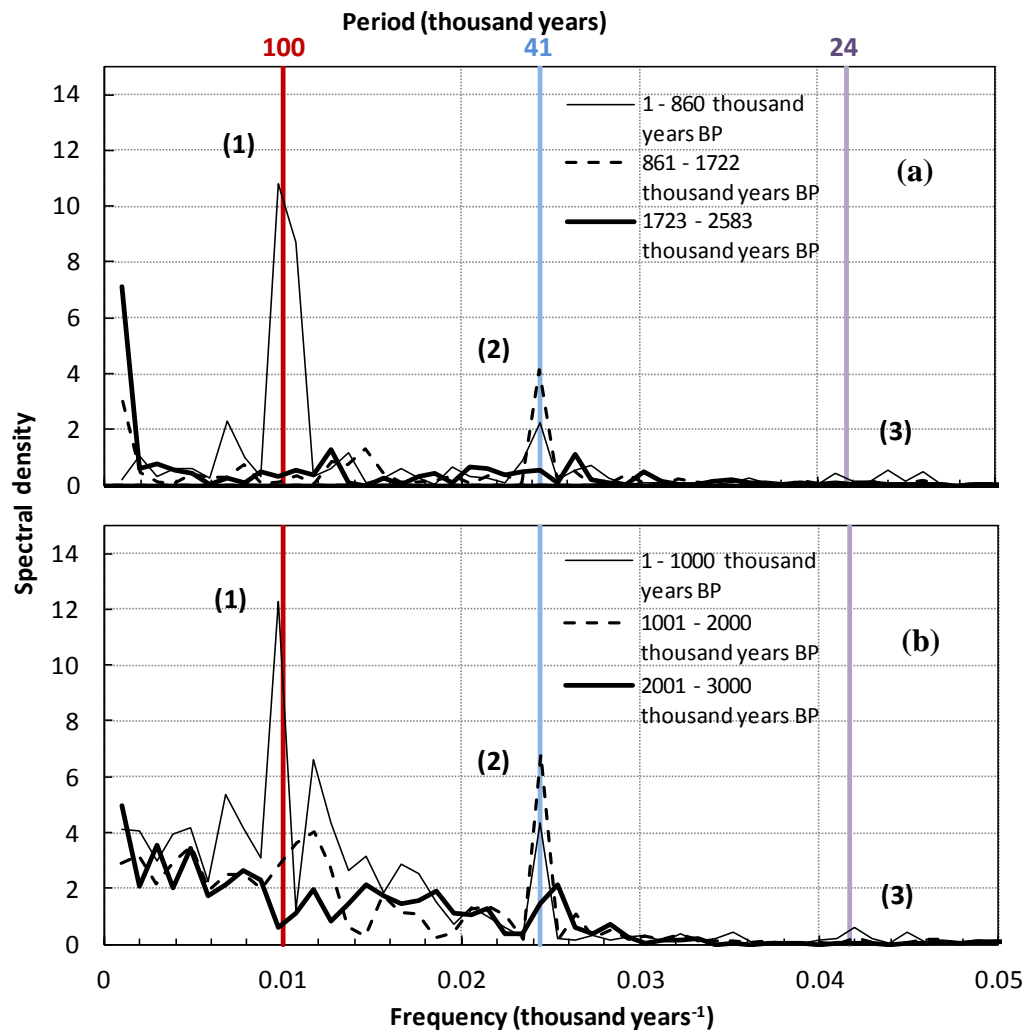 Period (thousand years)
100 41 24
14
12
10
8
6
4
2
0
(1)
(2)
(3)
(a)
1 - 860 thousand
years BP
861 - 1722
thousand years BP
1723 - 2583
thousand years BP
Spectral density
14
12
10
8
6
4
2
0
(1)
(2)
(3)
(b)
1 - 1000 thousand
years BP
1001 - 2000
thousand years BP
2001 - 3000
thousand years BP
0 0.01 0.02 0.03 0.04 0.05
Frequency (thousand years⁻¹)